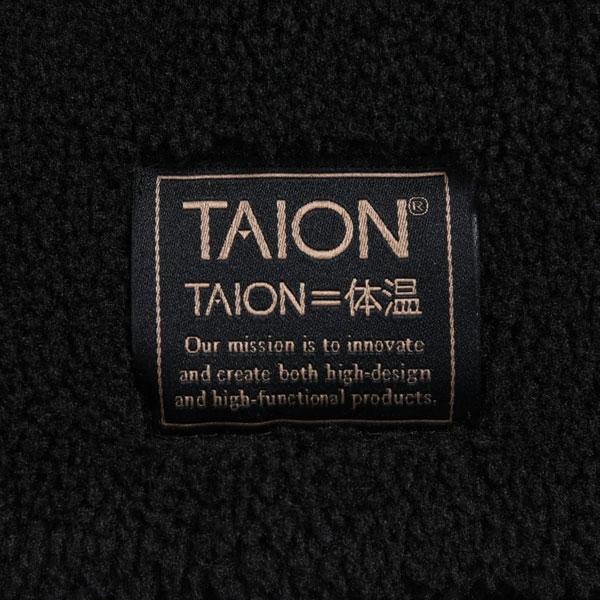 TAION®
TAION=体温
Our mission is to innovate
and create both high-design
and high-functional products.